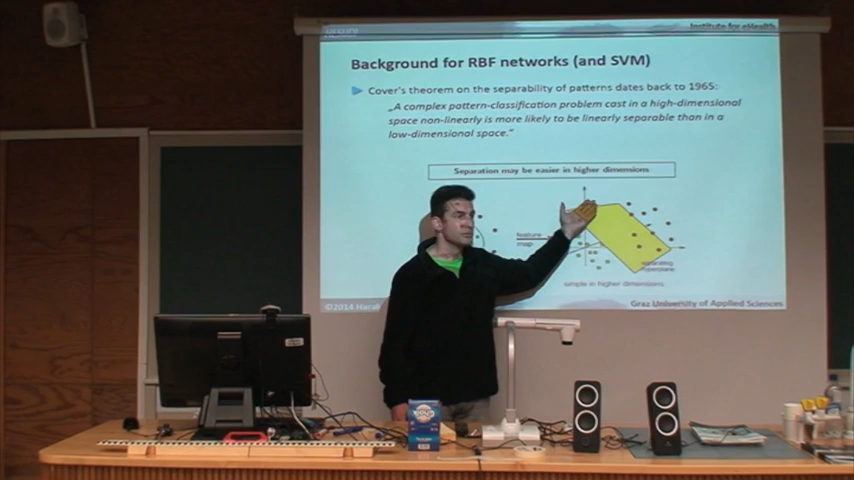 Institute for eHealth
Background for RBF networks (and SVM)
Cover's theorem on the separability of patterns dates back to 1965:
„A complex pattern-classification problem cast in a high-dimensional
space non-linearly is more likely to be linearly separable than in a
low-dimensional space.“
Separation may be easier in higher dimensions
feature
map
separating
hyperplane
simple in higher dimensions
©2014 Haral
Graz University of Applied Sciences